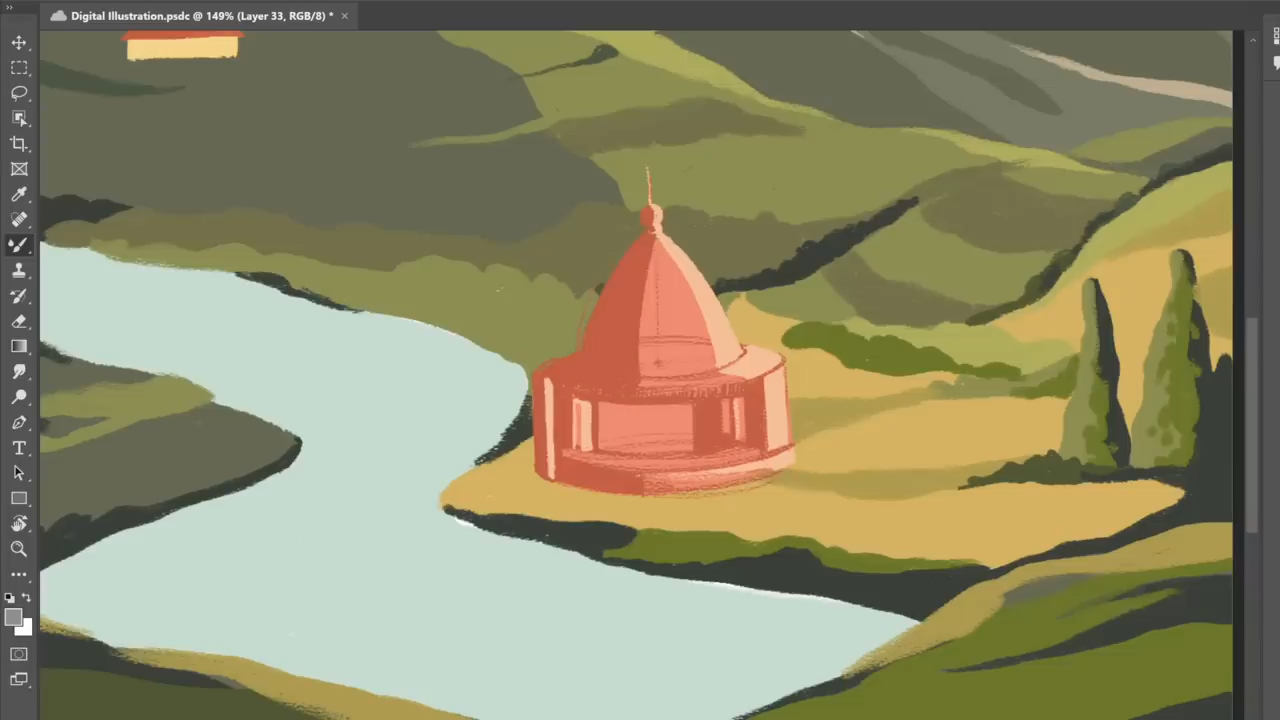 Digital Illustration.psdc @ 149% (Layer 33, RGB/8) *